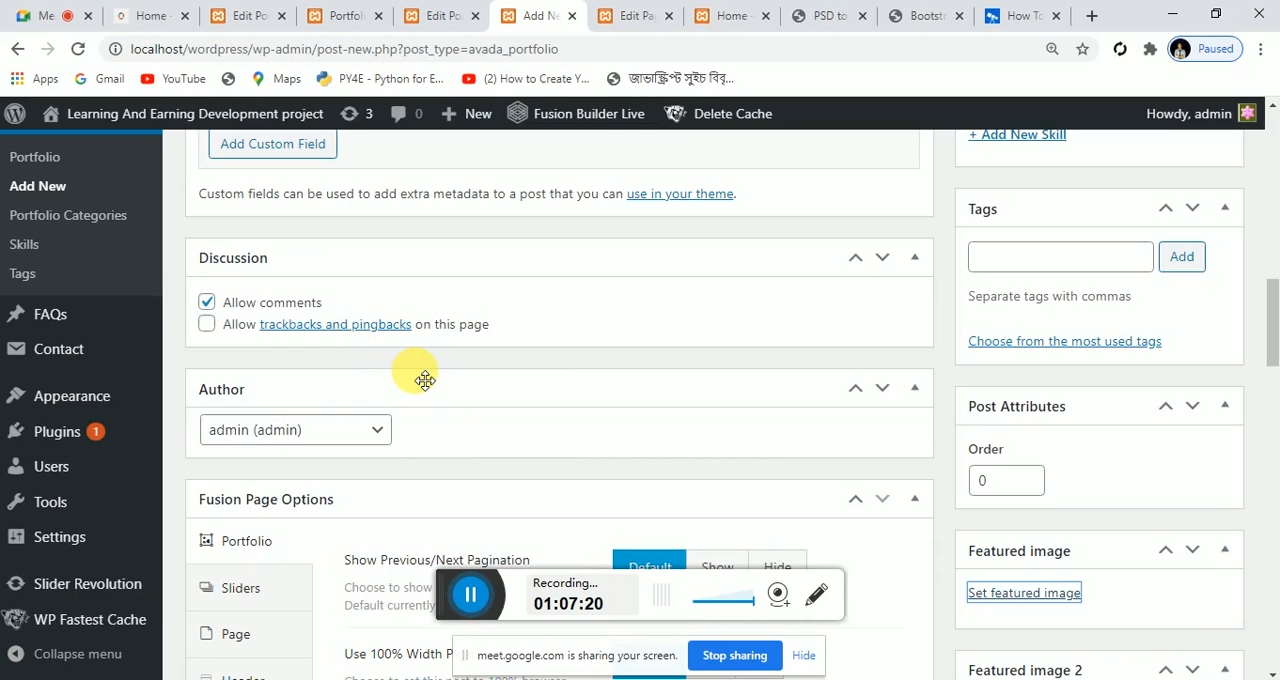 Me
Home -
Edit Po
Portfoli
Edit Po
Add Ne
Edit Pa
Home -
PSD to
Bootstr
How To
localhost/wordpress/wp-admin/post-new.php?post_type=avada_portfolio
Paused
Apps
Gmail
YouTube
Maps
PY4E - Python for E...
(2) How to Create Y...
জাভাস্ক্রিপ্ট সুইচ বিবৃ...
Learning And Earning Development project
3
0
New
Fusion Builder Live
Delete Cache
Howdy, admin
Portfolio
Add New
Portfolio Categories
Skills
Tags
FAQs
Contact
Appearance
Plugins 1
Users
Tools
Settings
Slider Revolution
WP Fastest Cache
Collapse menu
Add Custom Field
Custom fields can be used to add extra metadata to a post that you can use in your theme.
Discussion
Allow comments
Allow trackbacks and pingbacks on this page
Author
admin (admin)
Fusion Page Options
Portfolio
Sliders
Page
Show Previous/Next Pagination
Choose to show
Default currently
Default
Show
Hide
Use 100% Width P
Recording...
01:07:20
meet.google.com is sharing your screen.
Stop sharing
Hide
+ Add New Skill
Tags
Add
Separate tags with commas
Choose from the most used tags
Post Attributes
Order
0
Featured image
Set featured image
Featured image 2